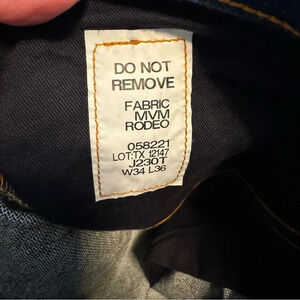 DO NOT
REMOVE
FABRIC
MVM
RODEO
058221
LOT:TX 12147
J230T
W34 L36